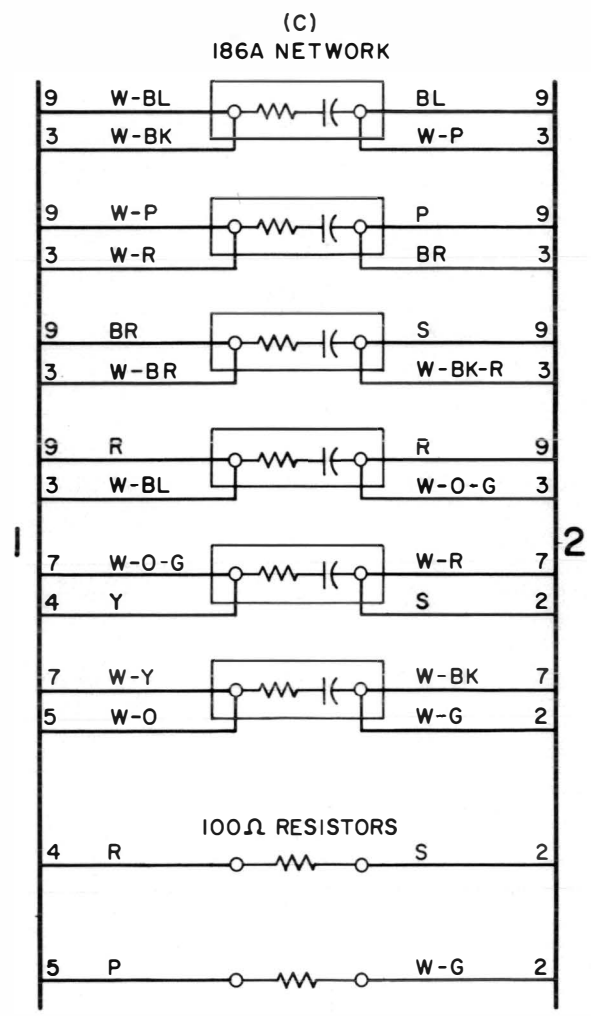 (C)
186A NETWORK
9 W-BL BL 9
3 W-BK W-P 3
9 W-P P 9
3 W-R BR 3
9 BR S 9
3 W-BR W-BK-R 3
9 R R 9
3 W-BL W-O-G 3
1 2
7 W-O-G W-R 7
4 Y S 2
7 W-Y W-BK 7
5 W-O W-G 2
100Ω RESISTORS
4 R S 2
5 P W-G 2